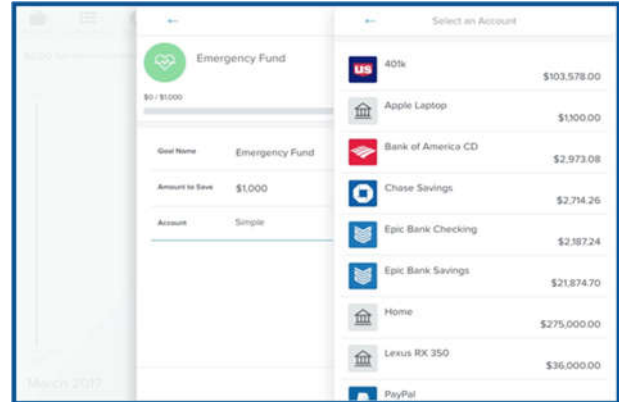 Emergency Fund
$0 / $1,000
Goal Name Emergency Fund
Amount to Save $1,000
Account Simple
March 2017
Select an Account
us
401k
$103,578.00
Apple Laptop
$1,100.00
Bank of America CD
$2,973.08
Chase Savings
$2,714.26
Epic Bank Checking
$2,187.24
Epic Bank Savings
$21,874.70
Home
$275,000.00
Lexus RX 350
$36,000.00
PayPal